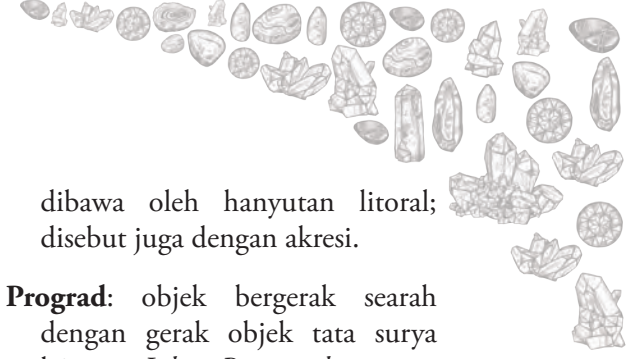 dibawa oleh hanyutan litoral;
disebut juga dengan akresi.
Prograd: objek bergerak searah
dengan gerak objek tata surya